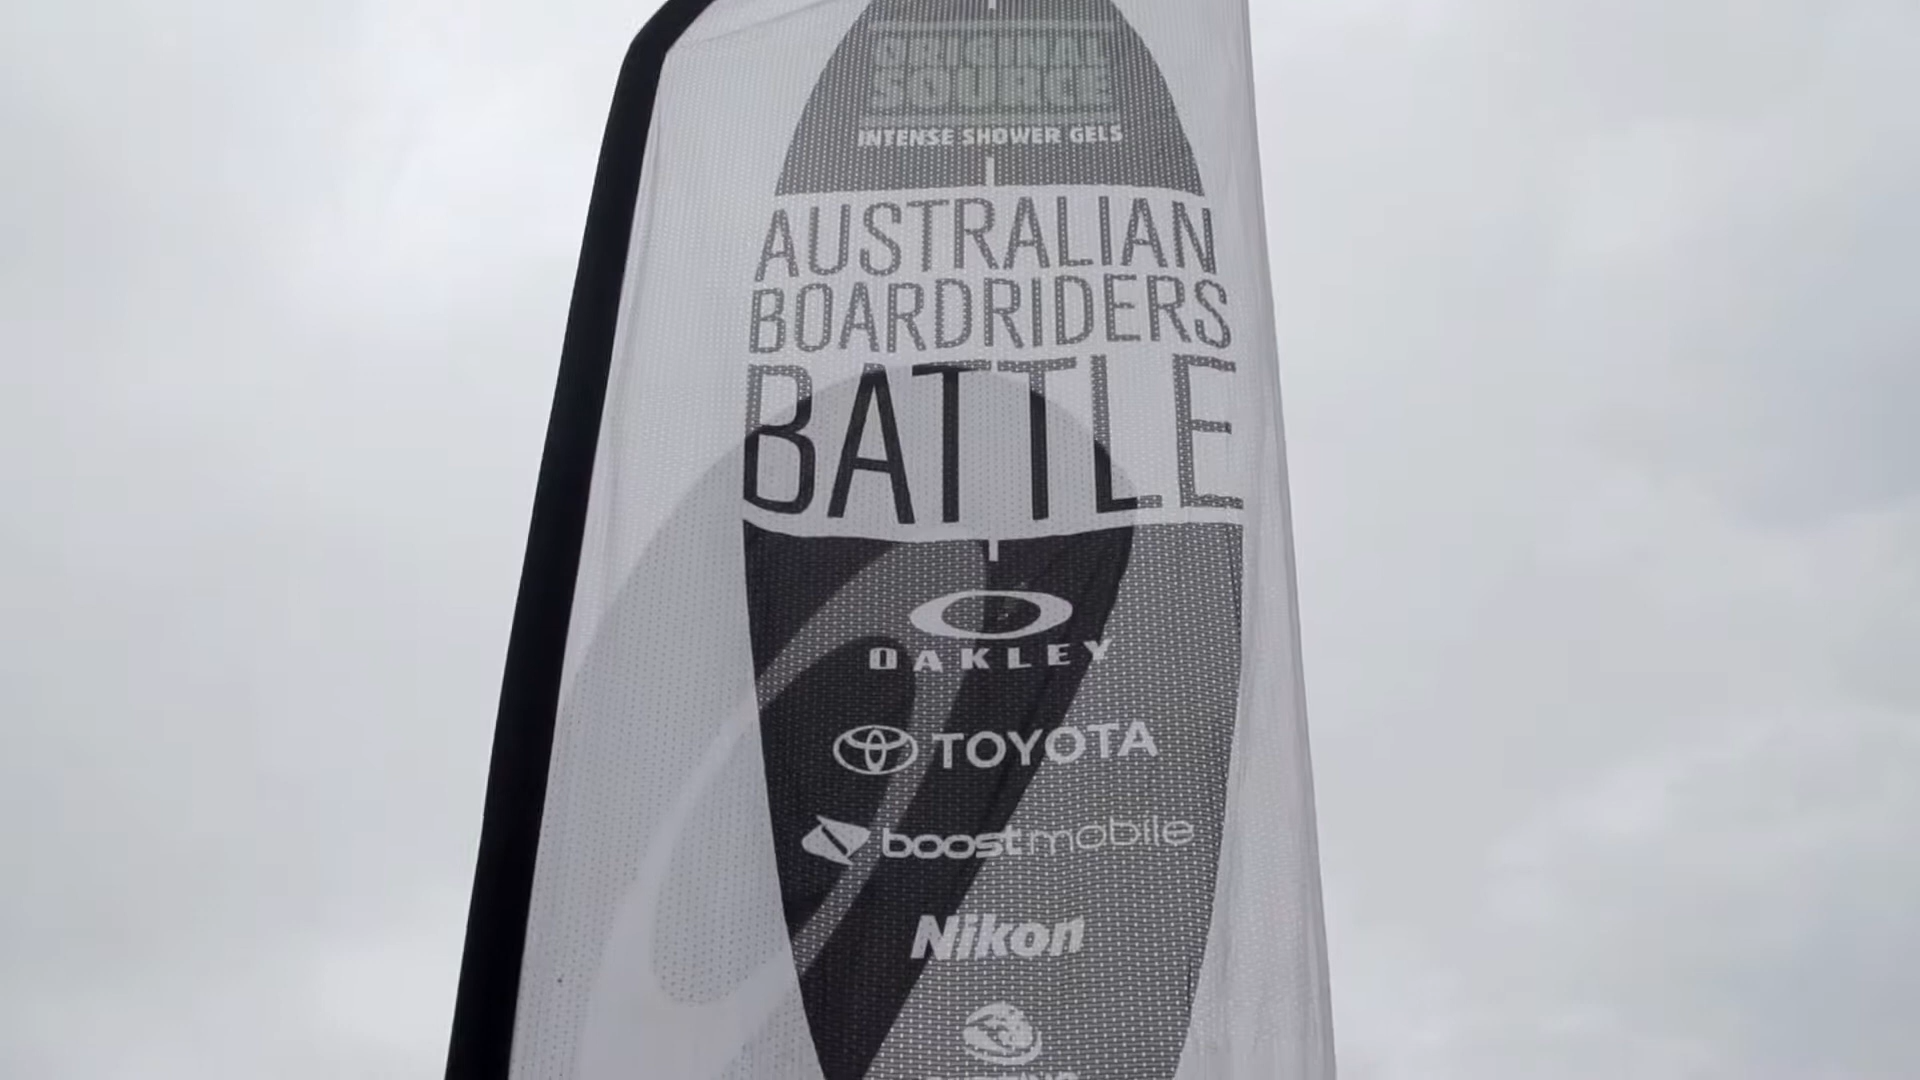 ORIGINAL
SOURCE
INTENSE SHOWER GELS
AUSTRALIAN
BOARDRIDERS
BATTLE
OAKLEY
TOYOTA
boostmobile
Nikon